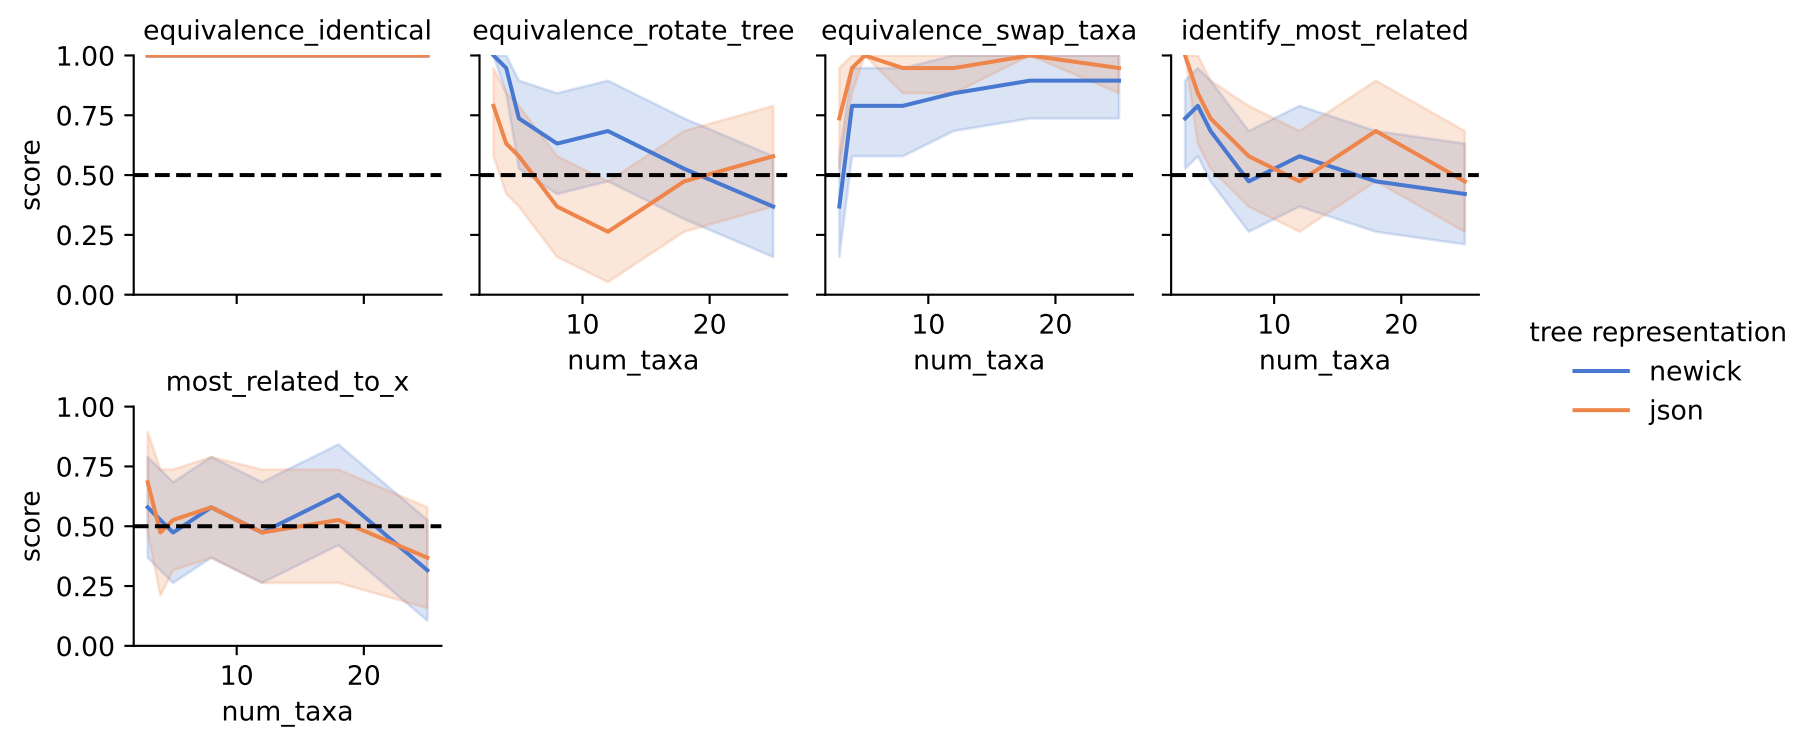 equivalence_identical
equivalence_rotate_tree
equivalence_swap_taxa
identify_most_related
score
1.00
0.75
0.50
0.25
0.00
10 20
num_taxa
10 20
num_taxa
10 20
num_taxa
most_related_to_x
score
1.00
0.75
0.50
0.25
0.00
10 20
num_taxa
tree representation
newick
json